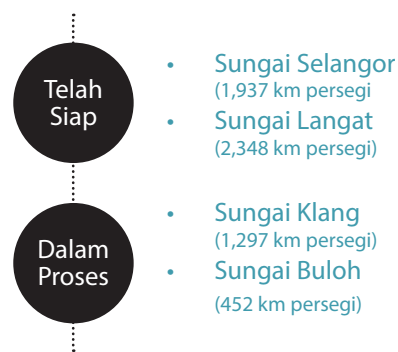 Telah
Siap
• Sungai Selangor
(1,937 km persegi
• Sungai Langat
(2,348 km persegi)
Dalam
Proses
• Sungai Klang
(1,297 km persegi)
• Sungai Buloh
(452 km persegi)